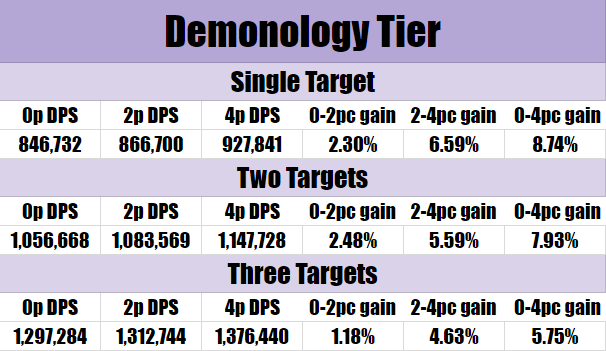 Demonology Tier
Single Target
0p DPS 2p DPS 4p DPS 0-2pc gain 2-4pc gain 0-4pc gain
846,732 866,700 927,841 2.30% 6.59% 8.74%
Two Targets
0p DPS 2p DPS 4p DPS 0-2pc gain 2-4pc gain 0-4pc gain
1,056,668 1,083,569 1,147,728 2.48% 5.59% 7.93%
Three Targets
0p DPS 2p DPS 4p DPS 0-2pc gain 2-4pc gain 0-4pc gain
1,297,284 1,312,744 1,376,440 1.18% 4.63% 5.75%